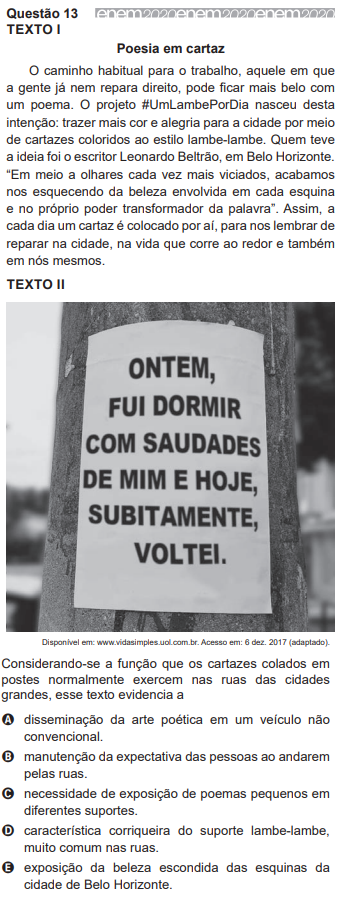 Questão 13 enem2020enem2020enem2020
TEXTO I
Poesia em cartaz
O caminho habitual para o trabalho, aquele em que
a gente já nem repara direito, pode ficar mais belo com
um poema. O projeto #UmLambePorDia nasceu desta
intenção: trazer mais cor e alegria para a cidade por meio
de cartazes coloridos ao estilo lambe-lambe. Quem teve
a ideia foi o escritor Leonardo Beltrão, em Belo Horizonte.
“Em meio a olhares cada vez mais viciados, acabamos
nos esquecendo da beleza envolvida em cada esquina
e no próprio poder transformador da palavra”. Assim, a
cada dia um cartaz é colocado por aí, para nos lembrar de
reparar na cidade, na vida que corre ao redor e também
em nós mesmos.
TEXTO II
ONTEM,
FUI DORMIR
COM SAUDADES
DE MIM E HOJE,
SUBITAMENTE,
VOLTEI.
Disponível em: www.vidasimples.uol.com.br. Acesso em: 6 dez. 2017 (adaptado).
Considerando-se a função que os cartazes colados em
postes normalmente exercem nas ruas das cidades
grandes, esse texto evidencia a
A disseminação da arte poética em um veículo não
convencional.
B manutenção da expectativa das pessoas ao andarem
pelas ruas.
C necessidade de exposição de poemas pequenos em
diferentes suportes.
D característica corriqueira do suporte lambe-lambe,
muito comum nas ruas.
E exposição da beleza escondida das esquinas da
cidade de Belo Horizonte.